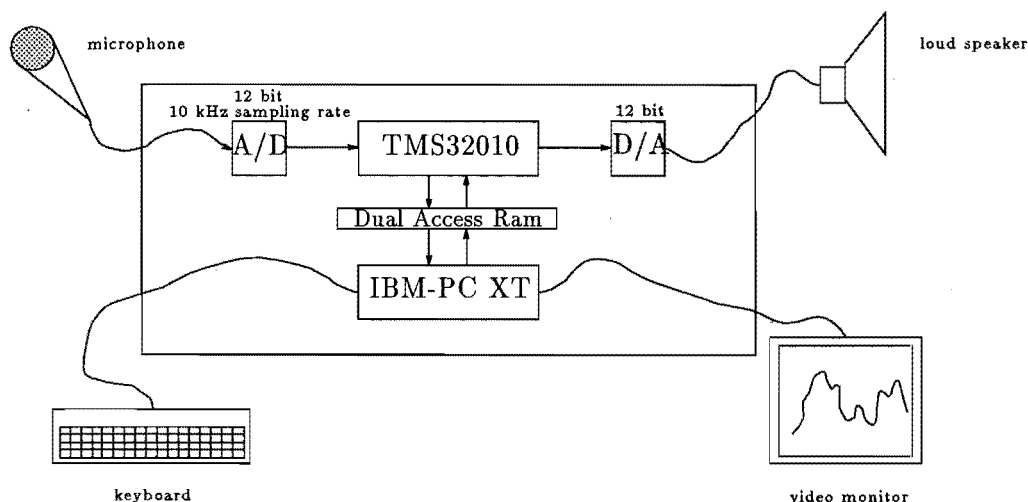 microphone
loud speaker
12 bit
10 kHz sampling rate
12 bit
A/D
TMS32010
D/A
Dual Access Ram
IBM-PC XT
keyboard
video monitor